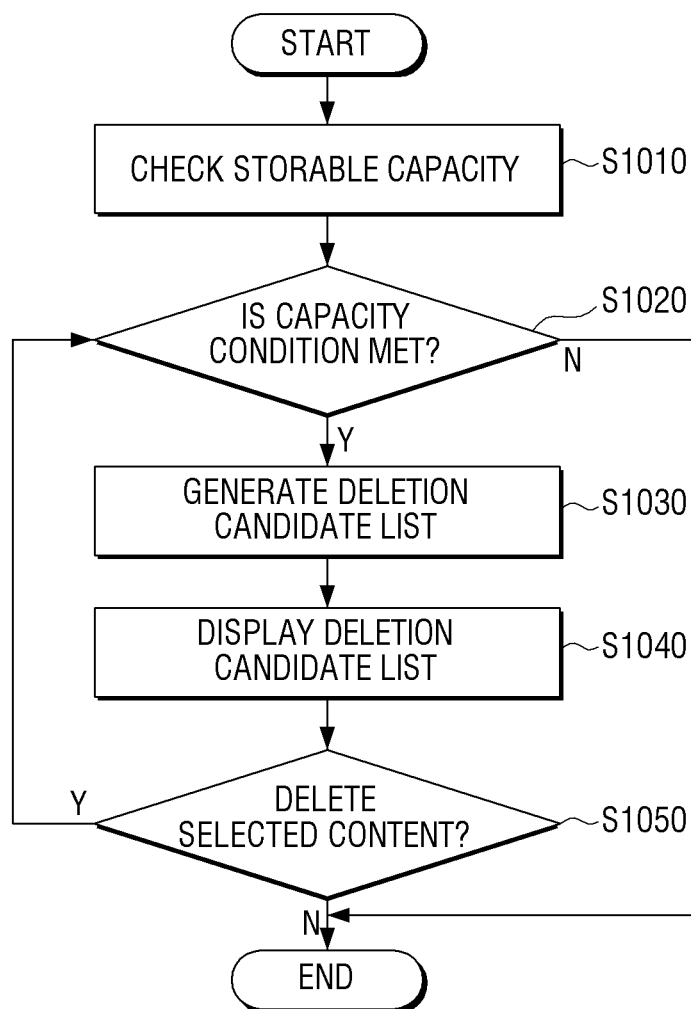 START
CHECK STORABLE CAPACITY
S1010
IS CAPACITY
CONDITION MET?
S1020
N
Y
GENERATE DELETION
CANDIDATE LIST
S1030
DISPLAY DELETION
CANDIDATE LIST
S1040
Y
DELETE
SELECTED CONTENT?
S1050
N
END